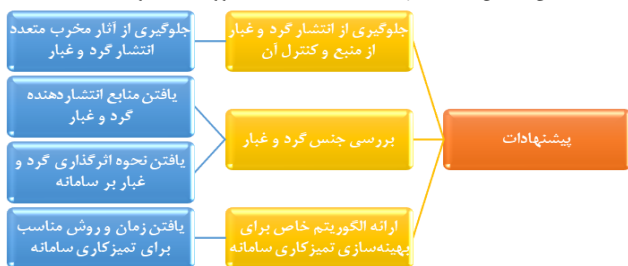 پیشنهادات
جلوگیری از انتشار گرد و غبار
از منبع و کنترل آن
جلوگیری از آثار مخرب متعدد
انتشار گرد و غبار
بررسی جنس گرد و غبار
یافتن منابع انتشاردهنده
گرد و غبار
یافتن نحوه اثرگذاری گرد و
غبار بر سامانه
ارائه الگوریتم خاص برای
بهینه‌سازی تمیزکاری سامانه
یافتن زمان و روش مناسب
برای تمیزکاری سامانه